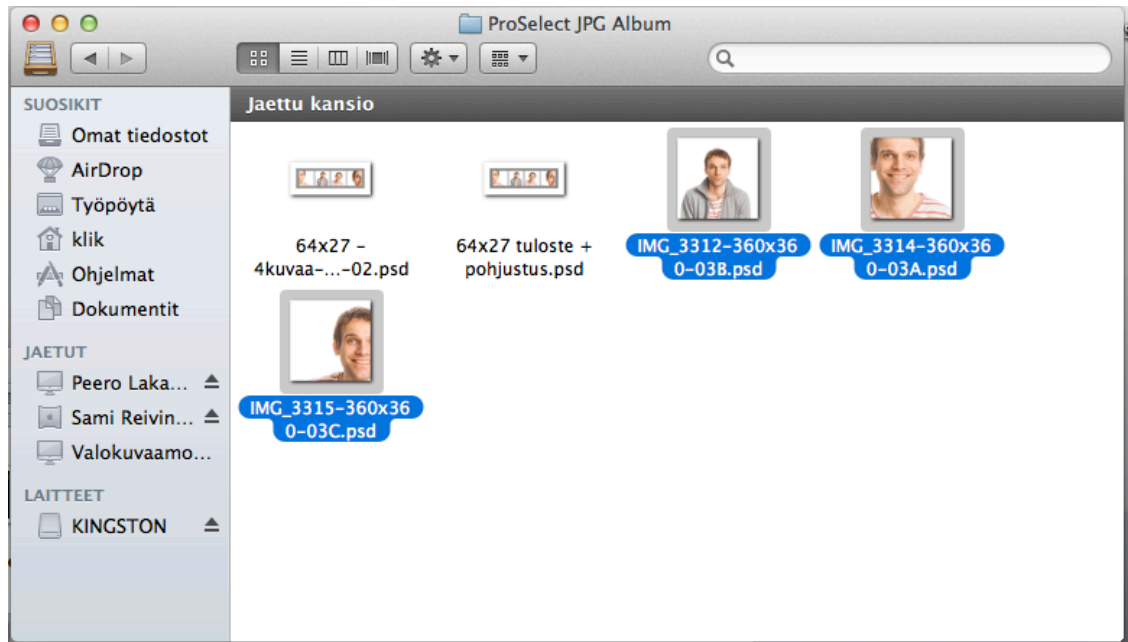 ProSelect JPG Album
SUOSIKIT
Omat tiedostot
AirDrop
Työpöytä
klik
Ohjelmat
Dokumentit
JAETUT
Peero Laka...
Sami Reivin...
Valokuvaamo...
LAITTEET
KINGSTON
Jaettu kansio
64x27 –
4kuvaa-...-02.psd
64x27 tuloste +
pohjustus.psd
IMG_3312-360x36
0-03B.psd
IMG_3314-360x36
0-03A.psd
IMG_3315-360x36
0-03C.psd